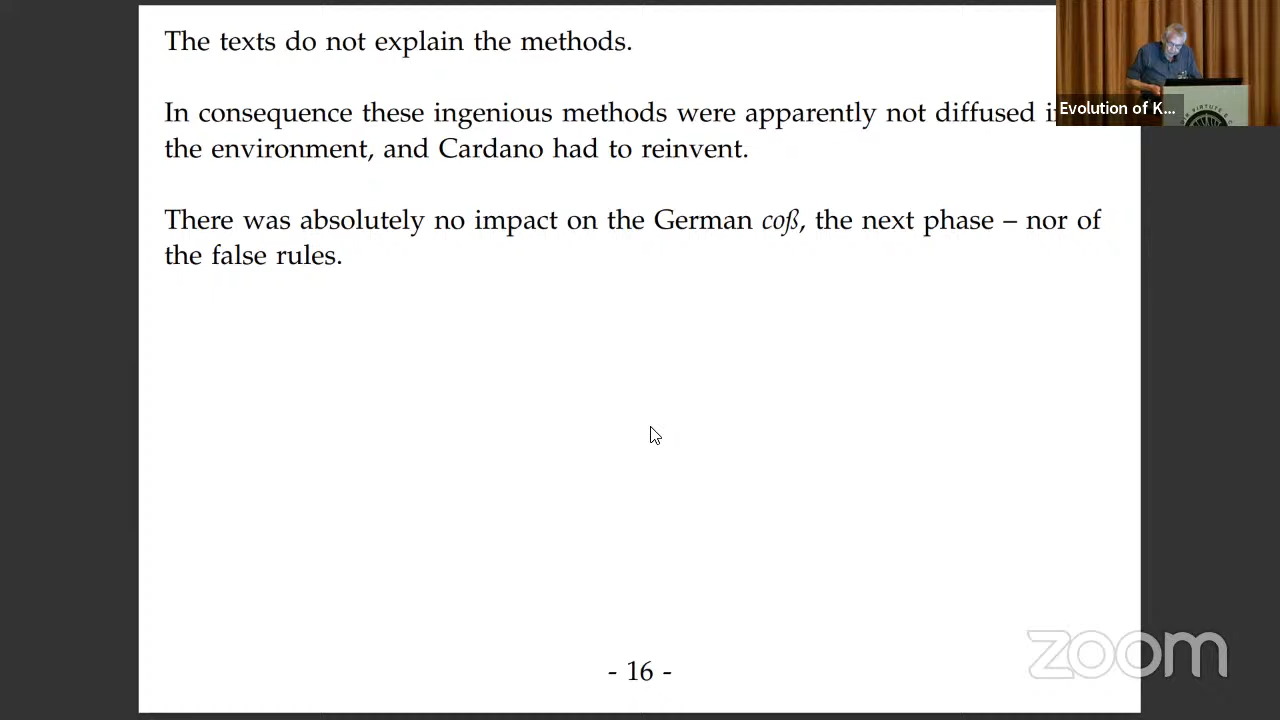 The texts do not explain the methods.
In consequence these ingenious methods were apparently not diffused
the environment, and Cardano had to reinvent.
There was absolutely no impact on the German coß, the next phase – nor of
the false rules.
- 16 -
Evolution of K...
zoom